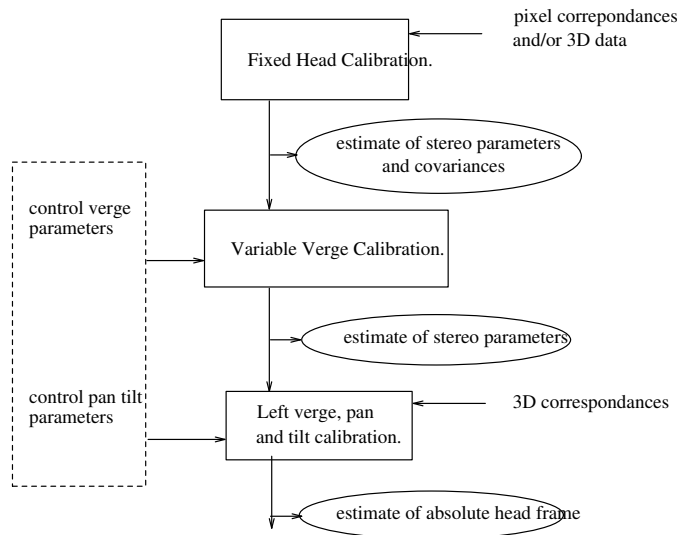 pixel correpondances
and/or 3D data
Fixed Head Calibration.
estimate of stereo parameters
and covariances
control verge
parameters
Variable Verge Calibration.
estimate of stereo parameters
control pan tilt
parameters
Left verge, pan
and tilt calibration.
3D correspondances
estimate of absolute head frame